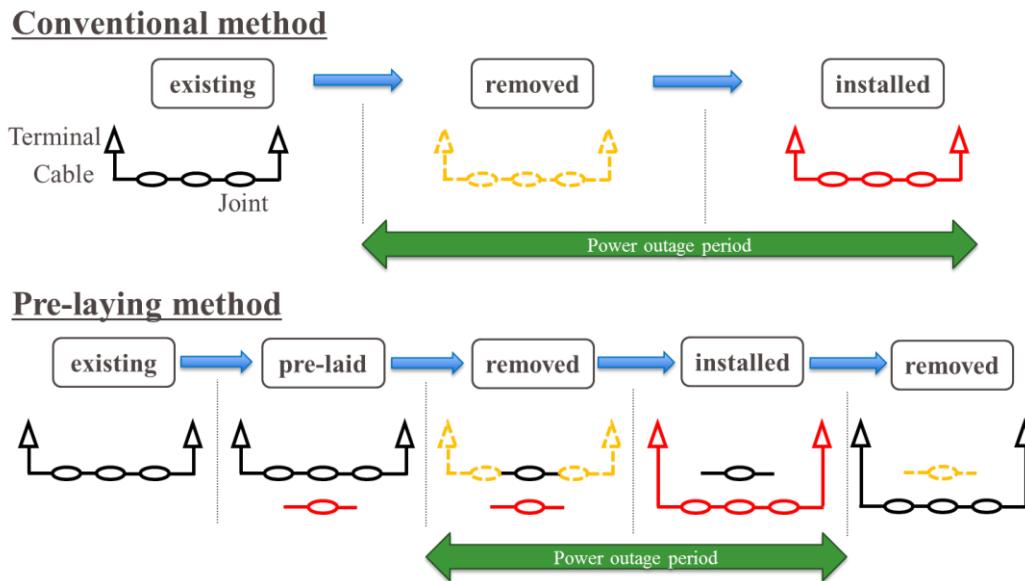 Conventional method
existing
removed
installed
Terminal
Cable
Joint
Power outage period
Pre-laying method
existing
pre-laid
removed
installed
removed
Power outage period